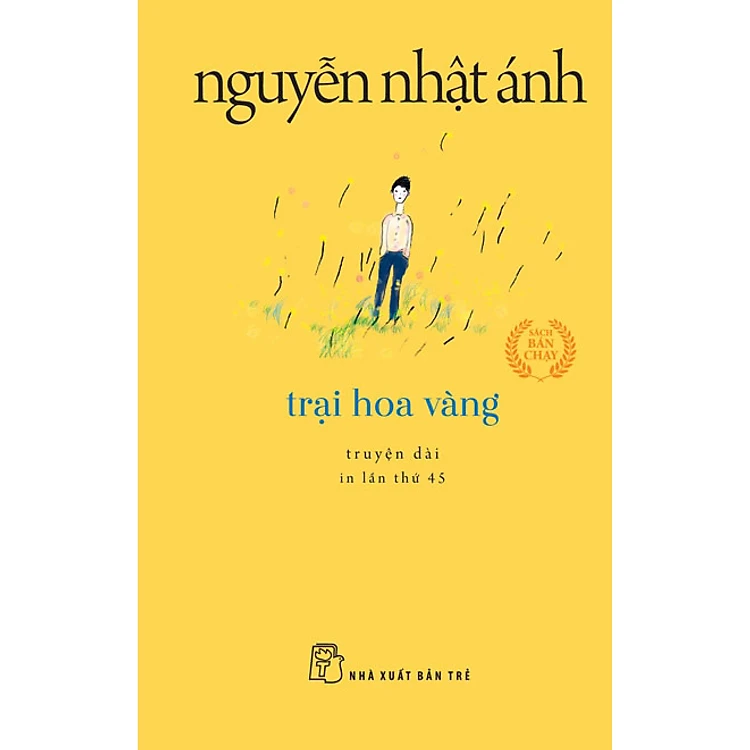 nguyễn nhật ánh
SÁCH
BÁN
CHẠY
trại hoa vàng
truyện dài
in lần thứ 45
T
NHÀ XUẤT BẢN TRẺ